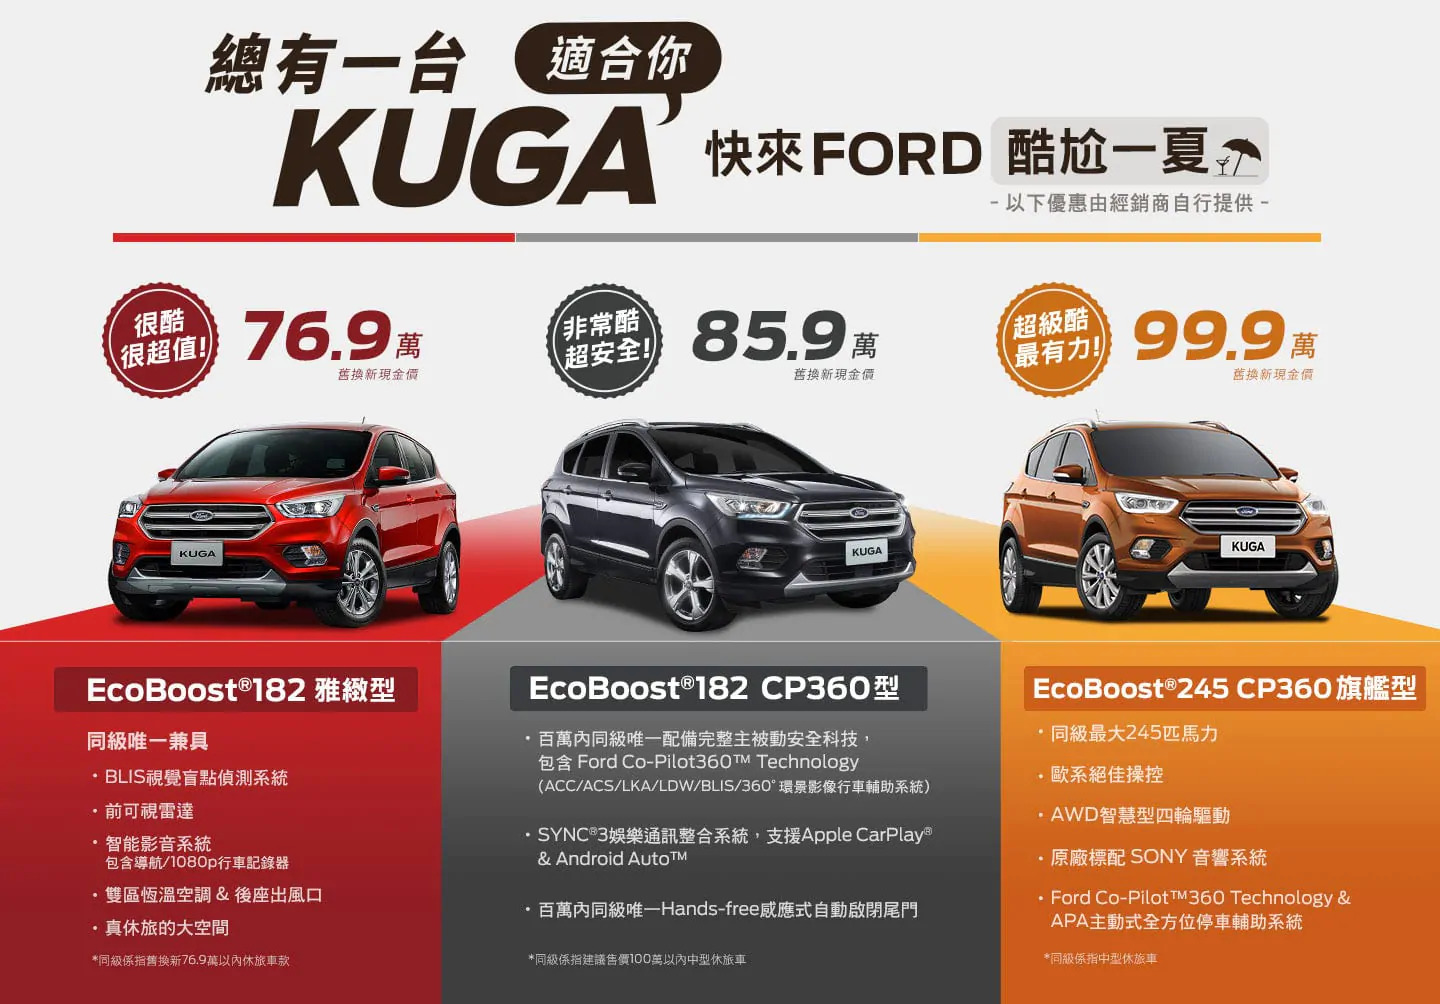 總有一台 適合你
KUGA
快來FORD 酷尬一夏
- 以下優惠由經銷商自行提供 -
很酷
很超值!
76.9萬
舊換新現金價
非常酷
超安全!
85.9萬
舊換新現金價
超級酷
最有力!
99.9萬
舊換新現金價
Ford
KUGA
Ford
KUGA
Ford
KUGA
EcoBoost®182 雅緻型
同級唯一兼具
・BLIS視覺盲點偵測系統
・前可視雷達
・智能影音系統
包含導航/1080p行車記錄器
・雙區恆溫空調 & 後座出風口
・真休旅的大空間
*同級係指舊換新76.9萬以內休旅車款
EcoBoost®182 CP360型
・百萬內同級唯一配備完整主被動安全科技，
包含 Ford Co-Pilot360™ Technology
(ACC/ACS/LKA/LDW/BLIS/360° 環景影像行車輔助系統)
・SYNC®3娛樂通訊整合系統，支援Apple CarPlay®
& Android Auto™
・百萬內同級唯一Hands-free感應式自動啟閉尾門
*同級係指建議售價100萬以內中型休旅車
EcoBoost®245 CP360旗艦型
・同級最大245匹馬力
・歐系絕佳操控
・AWD智慧型四輪驅動
・原廠標配 SONY 音響系統
・Ford Co-Pilot™360 Technology &
APA主動式全方位停車輔助系統
*同級係指中型休旅車